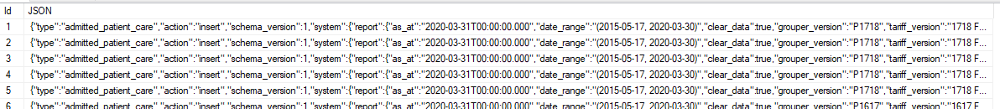 Id JSON
1 {"type":"admitted_patient_care","action":"insert","schema_version":1,"system":{"report":{"as_at":"2020-03-31T00:00:00.000","date_range":"(2015-05-17, 2020-03-30)","clear_data":true,"grouper_version":"P1718","tariff_version":"1718 F...
2 {"type":"admitted_patient_care","action":"insert","schema_version":1,"system":{"report":{"as_at":"2020-03-31T00:00:00.000","date_range":"(2015-05-17, 2020-03-30)","clear_data":true,"grouper_version":"P1718","tariff_version":"1718 F...
3 {"type":"admitted_patient_care","action":"insert","schema_version":1,"system":{"report":{"as_at":"2020-03-31T00:00:00.000","date_range":"(2015-05-17, 2020-03-30)","clear_data":true,"grouper_version":"P1718","tariff_version":"1718 F...
4 {"type":"admitted_patient_care","action":"insert","schema_version":1,"system":{"report":{"as_at":"2020-03-31T00:00:00.000","date_range":"(2015-05-17, 2020-03-30)","clear_data":true,"grouper_version":"P1718","tariff_version":"1718 F...
5 {"type":"admitted_patient_care","action":"insert","schema_version":1,"system":{"report":{"as_at":"2020-03-31T00:00:00.000","date_range":"(2015-05-17, 2020-03-30)","clear_data":true,"grouper_version":"P1718","tariff_version":"1718 F...
6 {"type":"admitted_patient_care","action":"insert","schema_version":1,"system":{"report":{"as_at":"2020-03-31T00:00:00.000","date_range":"(2015-05-17, 2020-03-30)","clear_data":true,"grouper_version":"P1617","tariff_version":"1617 F...